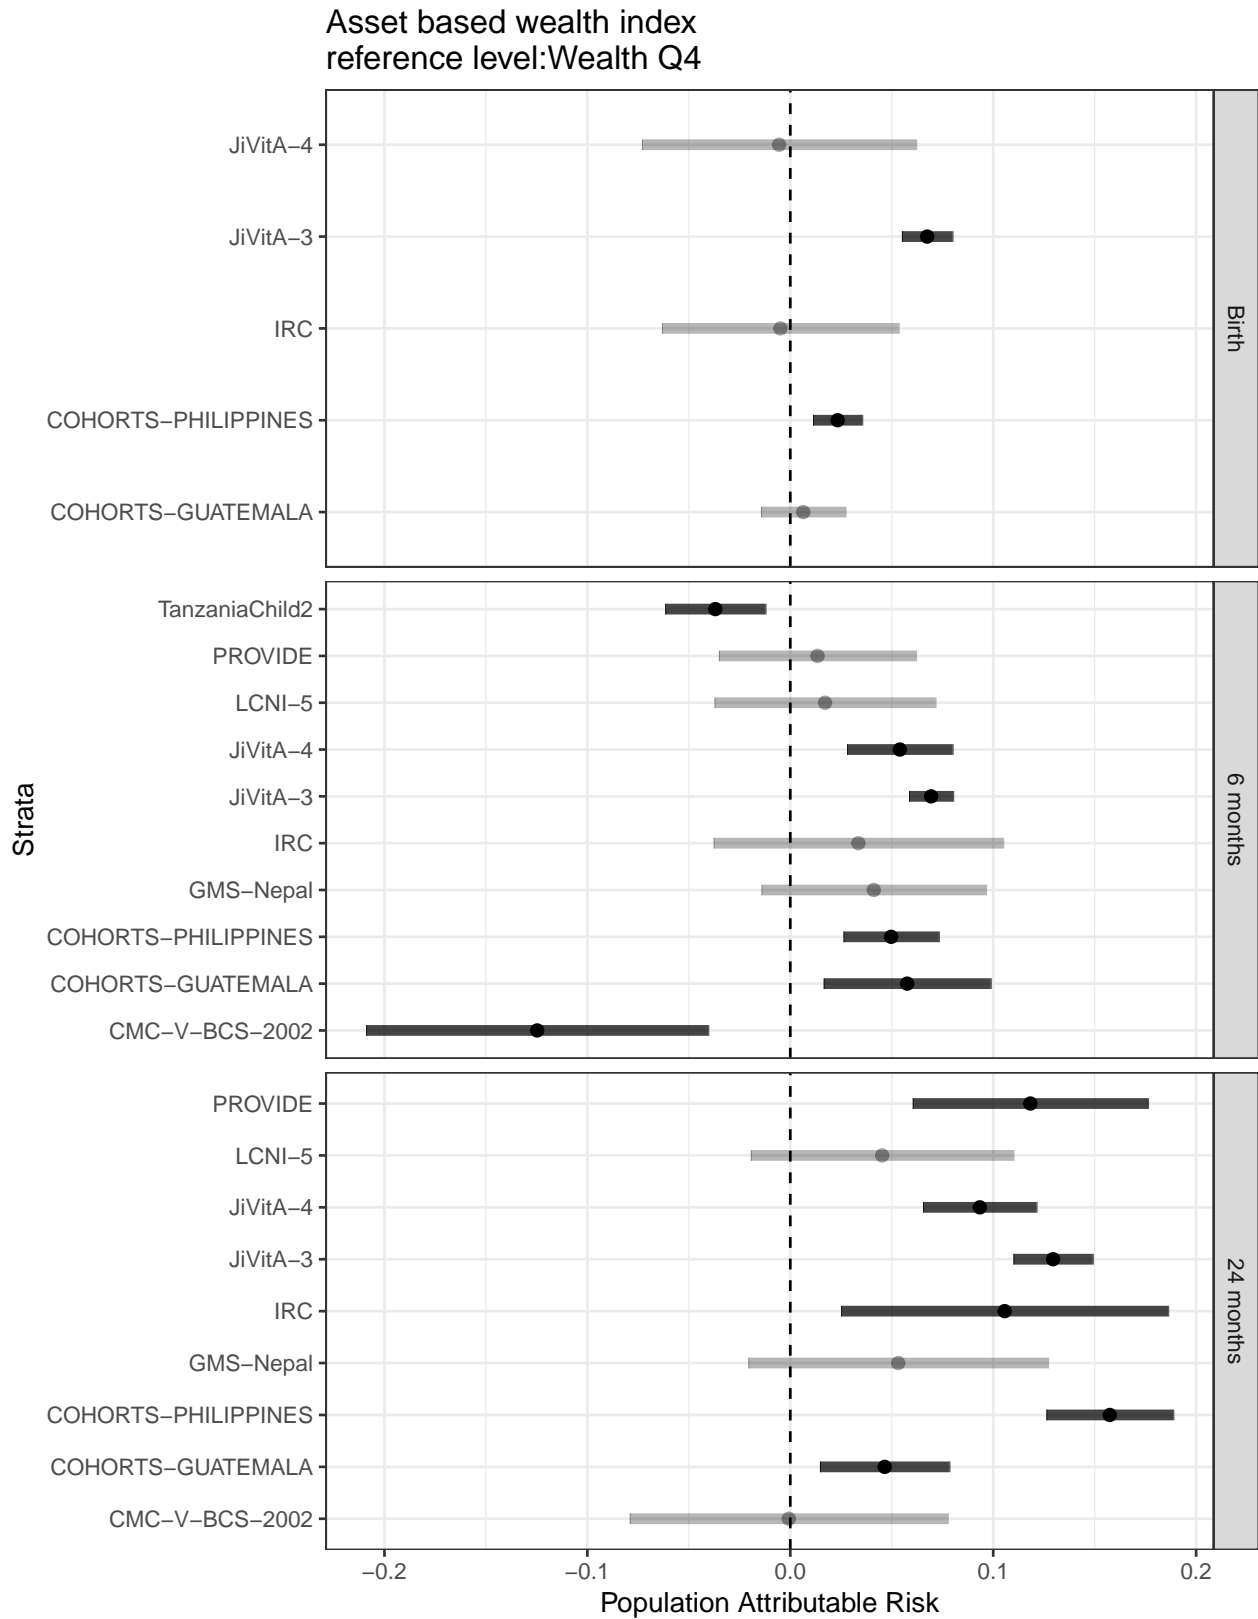 Asset based wealth index
reference level:Wealth Q4
JiVitA−4
JiVitA−3
IRC
COHORTS−PHILIPPINES
COHORTS−GUATEMALA
Birth
TanzaniaChild2
PROVIDE
LCNI−5
JiVitA−4
JiVitA−3
IRC
GMS−Nepal
COHORTS−PHILIPPINES
COHORTS−GUATEMALA
CMC−V−BCS−2002
6 months
Strata
PROVIDE
LCNI−5
JiVitA−4
JiVitA−3
IRC
GMS−Nepal
COHORTS−PHILIPPINES
COHORTS−GUATEMALA
CMC−V−BCS−2002
24 months
−0.2 −0.1 0.0 0.1 0.2
Population Attributable Risk